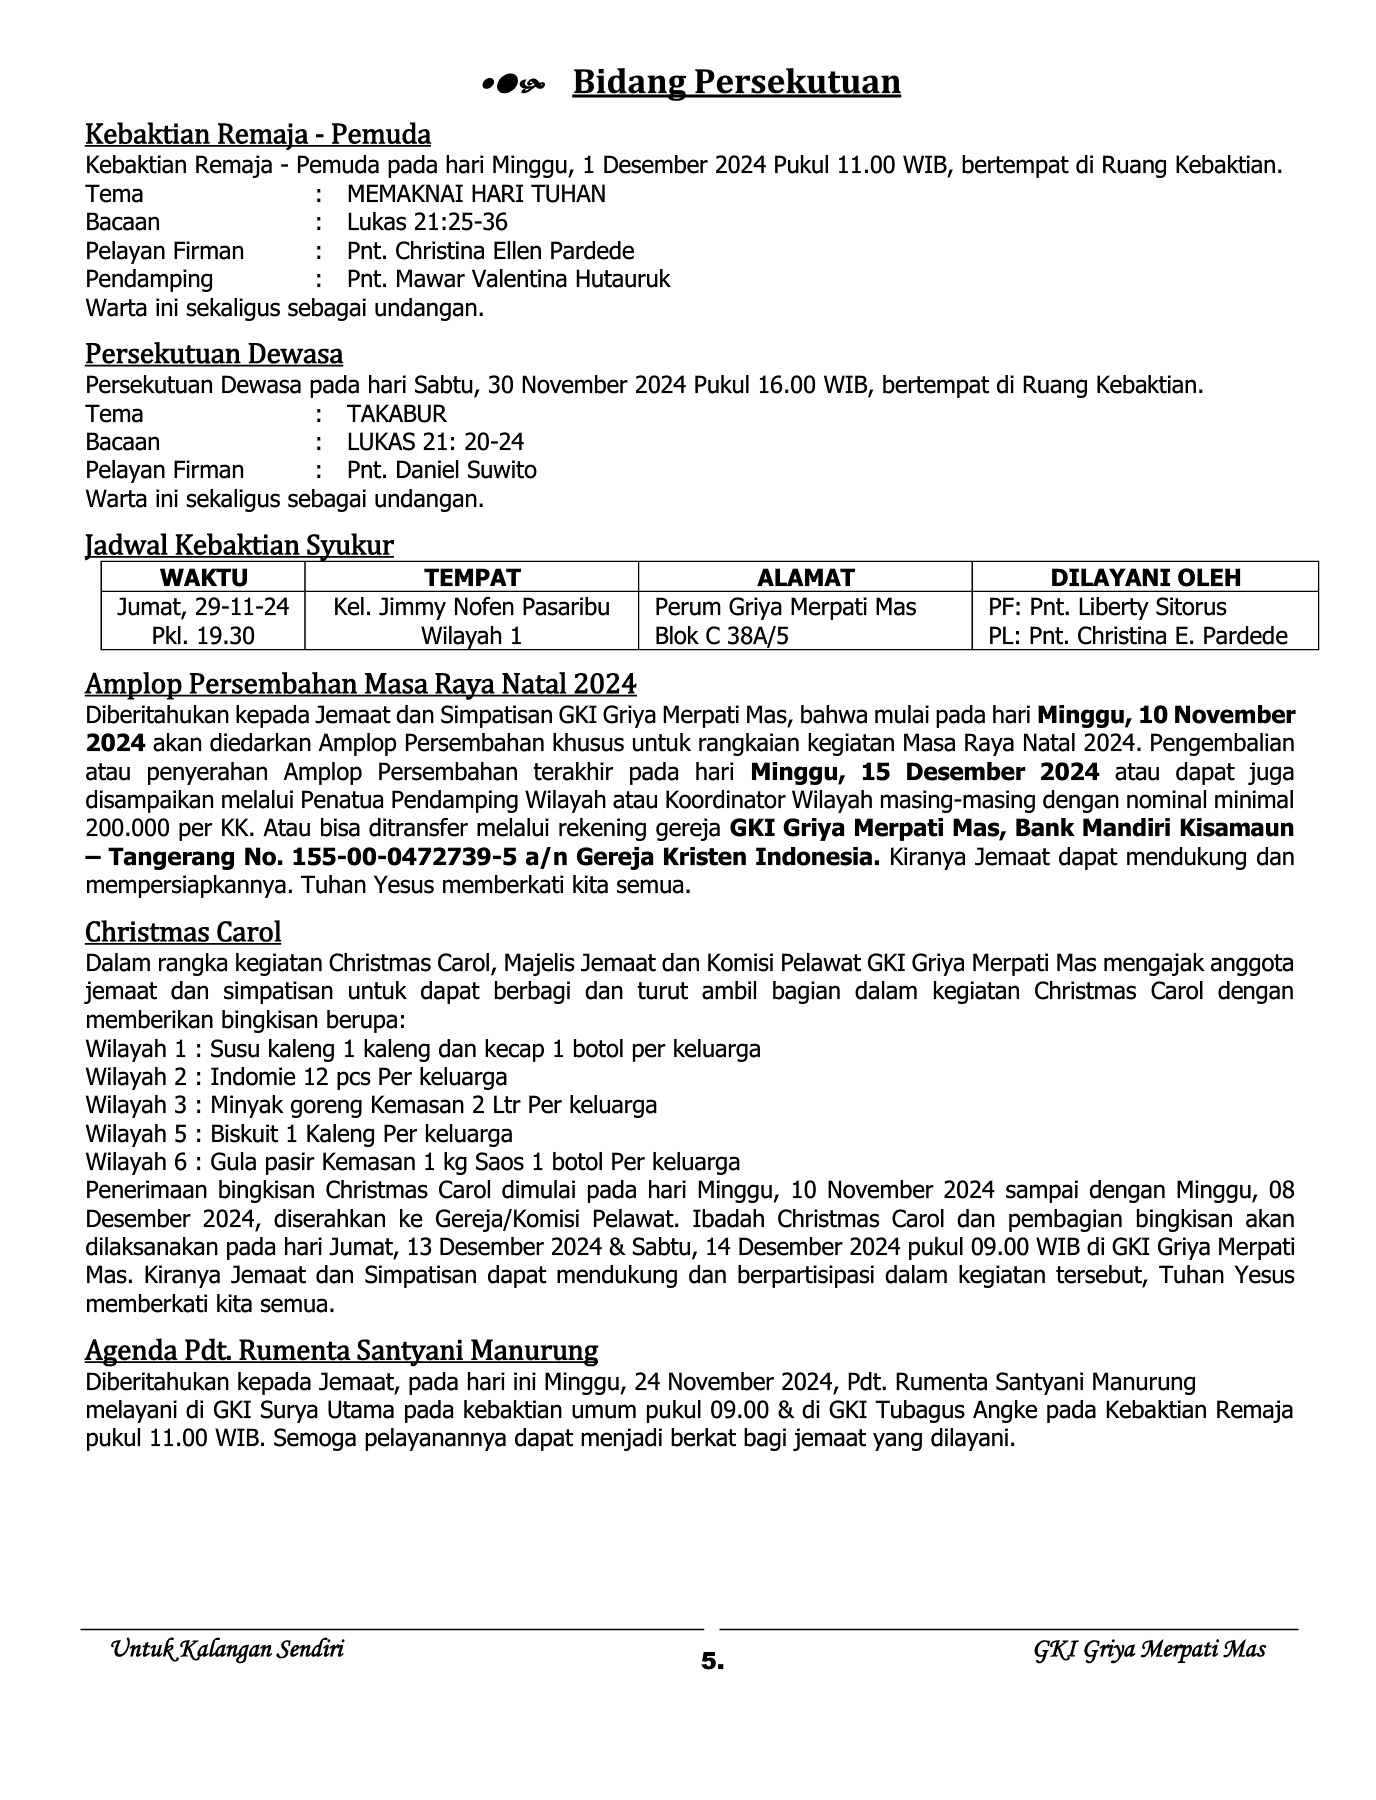 Bidang Persekutuan
Kebaktian Remaja - Pemuda
Kebaktian Remaja - Pemuda pada hari Minggu, 1 Desember 2024 Pukul 11.00 WIB, bertempat di Ruang Kebaktian.
Tema : MEMAKNAI HARI TUHAN
Bacaan : Lukas 21:25-36
Pelayan Firman : Pnt. Christina Ellen Pardede
Pendamping : Pnt. Mawar Valentina Hutauruk
Warta ini sekaligus sebagai undangan.
Persekutuan Dewasa
Persekutuan Dewasa pada hari Sabtu, 30 November 2024 Pukul 16.00 WIB, bertempat di Ruang Kebaktian.
Tema : TAKABUR
Bacaan : LUKAS 21: 20-24
Pelayan Firman : Pnt. Daniel Suwito
Warta ini sekaligus sebagai undangan.
Jadwal Kebaktian Syukur
WAKTU TEMPAT ALAMAT DILAYANI OLEH
Jumat, 29-11-24 Kel. Jimmy Nofen Pasaribu Perum Griya Merpati Mas PF: Pnt. Liberty Sitorus
Pkl. 19.30 Wilayah 1 Blok C 38A/5 PL: Pnt. Christina E. Pardede
Amplop Persembahan Masa Raya Natal 2024
Diberitahukan kepada Jemaat dan Simpatisan GKI Griya Merpati Mas, bahwa mulai pada hari Minggu, 10 November
2024 akan diedarkan Amplop Persembahan khusus untuk rangkaian kegiatan Masa Raya Natal 2024. Pengembalian
atau penyerahan Amplop Persembahan terakhir pada hari Minggu, 15 Desember 2024 atau dapat juga
disampaikan melalui Penatua Pendamping Wilayah atau Koordinator Wilayah masing-masing dengan nominal minimal
200.000 per KK. Atau bisa ditransfer melalui rekening gereja GKI Griya Merpati Mas, Bank Mandiri Kisamaun
– Tangerang No. 155-00-0472739-5 a/n Gereja Kristen Indonesia. Kiranya Jemaat dapat mendukung dan
mempersiapkannya. Tuhan Yesus memberkati kita semua.
Christmas Carol
Dalam rangka kegiatan Christmas Carol, Majelis Jemaat dan Komisi Pelawat GKI Griya Merpati Mas mengajak anggota
jemaat dan simpatisan untuk dapat berbagi dan turut ambil bagian dalam kegiatan Christmas Carol dengan
memberikan bingkisan berupa:
Wilayah 1 : Susu kaleng 1 kaleng dan kecap 1 botol per keluarga
Wilayah 2 : Indomie 12 pcs Per keluarga
Wilayah 3 : Minyak goreng Kemasan 2 Ltr Per keluarga
Wilayah 5 : Biskuit 1 Kaleng Per keluarga
Wilayah 6 : Gula pasir Kemasan 1 kg Saos 1 botol Per keluarga
Penerimaan bingkisan Christmas Carol dimulai pada hari Minggu, 10 November 2024 sampai dengan Minggu, 08
Desember 2024, diserahkan ke Gereja/Komisi Pelawat. Ibadah Christmas Carol dan pembagian bingkisan akan
dilaksanakan pada hari Jumat, 13 Desember 2024 & Sabtu, 14 Desember 2024 pukul 09.00 WIB di GKI Griya Merpati
Mas. Kiranya Jemaat dan Simpatisan dapat mendukung dan berpartisipasi dalam kegiatan tersebut, Tuhan Yesus
memberkati kita semua.
Agenda Pdt. Rumenta Santyani Manurung
Diberitahukan kepada Jemaat, pada hari ini Minggu, 24 November 2024, Pdt. Rumenta Santyani Manurung
melayani di GKI Surya Utama pada kebaktian umum pukul 09.00 & di GKI Tubagus Angke pada Kebaktian Remaja
pukul 11.00 WIB. Semoga pelayanannya dapat menjadi berkat bagi jemaat yang dilayani.
Untuk Kalangan Sendiri
5.
GKI Griya Merpati Mas